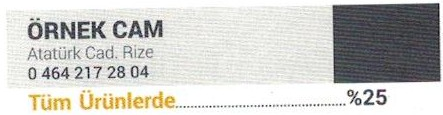 ÖRNEK CAM
Atatürk Cad. Rize
0 464 217 28 04
Tüm Ürünlerde....................................................%25